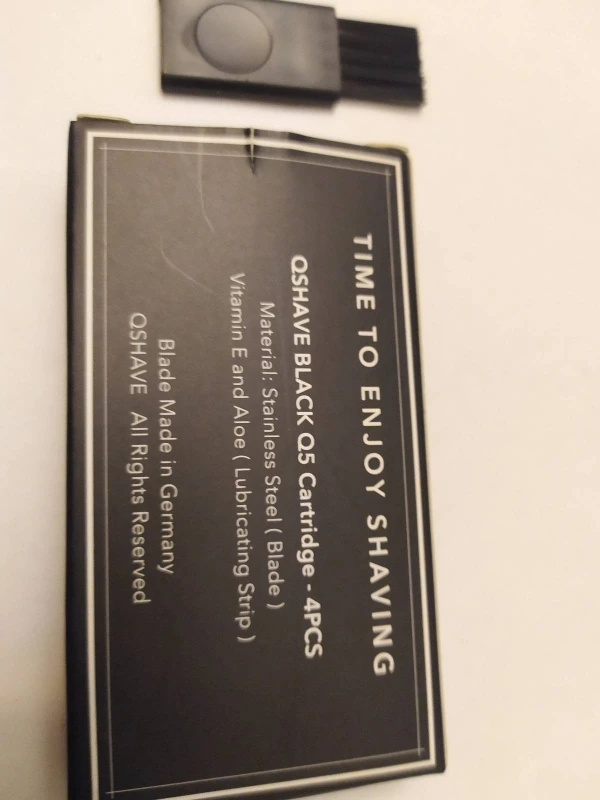 TIME TO ENJOY SHAVING
QSHAVE BLACK Q5 Cartridge - 4PCS
Material: Stainless Steel ( Blade )
Vitamin E and Aloe ( Lubricating Strip )
Blade Made in Germany
QSHAVE All Rights Reserved